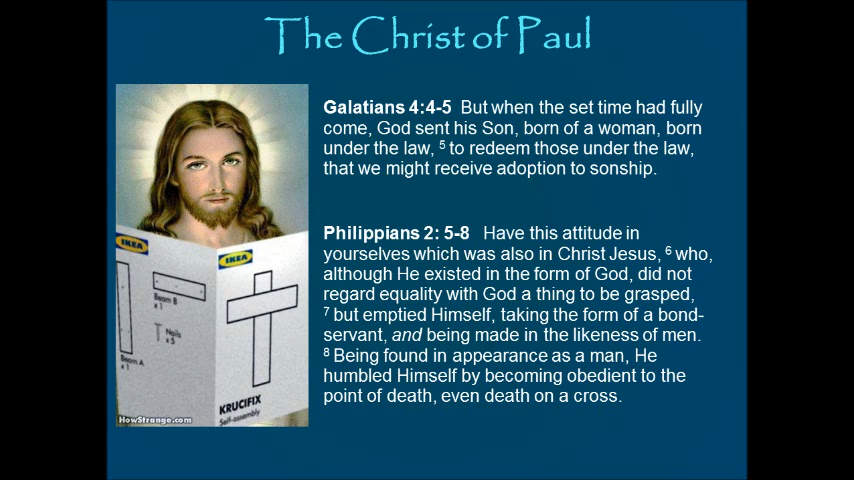 The Christ of Paul
Galatians 4:4-5 But when the set time had fully
come, God sent his Son, born of a woman, born
under the law, ⁵ to redeem those under the law,
that we might receive adoption to sonship.
Philippians 2: 5-8 Have this attitude in
yourselves which was also in Christ Jesus, ⁶ who,
although He existed in the form of God, did not
regard equality with God a thing to be grasped,
⁷ but emptied Himself, taking the form of a bond-
servant, and being made in the likeness of men.
⁸ Being found in appearance as a man, He
humbled Himself by becoming obedient to the
point of death, even death on a cross.
IKEA
IKEA
Beam B
x 1
Nails
x 5
Beam A
x 1
KRUCIFIX
Self-assembly
HowStrange.com